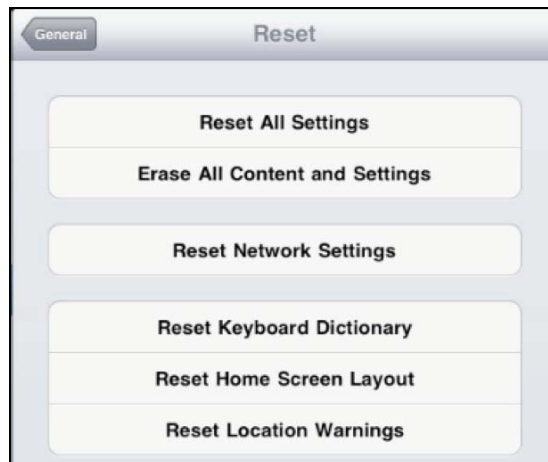 General
Reset
Reset All Settings
Erase All Content and Settings
Reset Network Settings
Reset Keyboard Dictionary
Reset Home Screen Layout
Reset Location Warnings